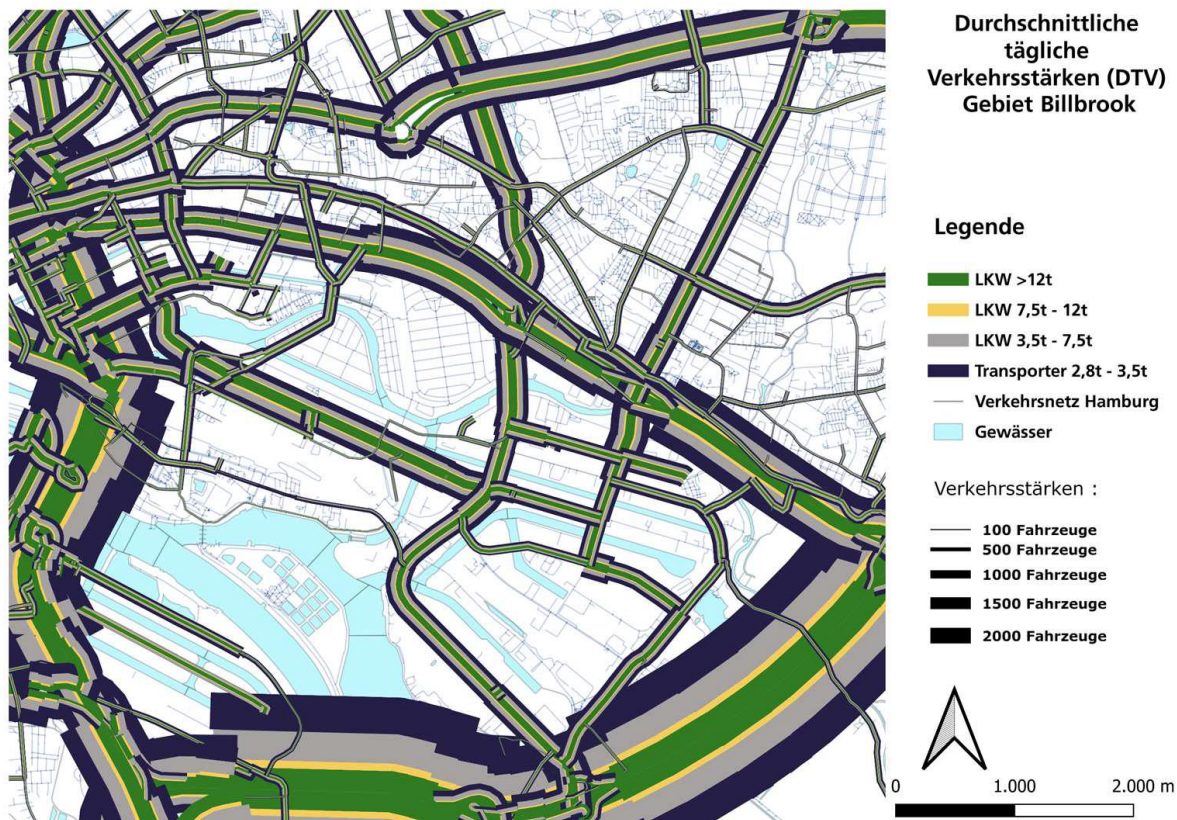 Durchschnittliche
tägliche
Verkehrsstärken (DTV)
Gebiet Billbrook
Legende
LKW >12t
LKW 7,5t - 12t
LKW 3,5t - 7,5t
Transporter 2,8t - 3,5t
Verkehrsnetz Hamburg
Gewässer
Verkehrsstärken :
100 Fahrzeuge
500 Fahrzeuge
1000 Fahrzeuge
1500 Fahrzeuge
2000 Fahrzeuge
0 1.000 2.000 m